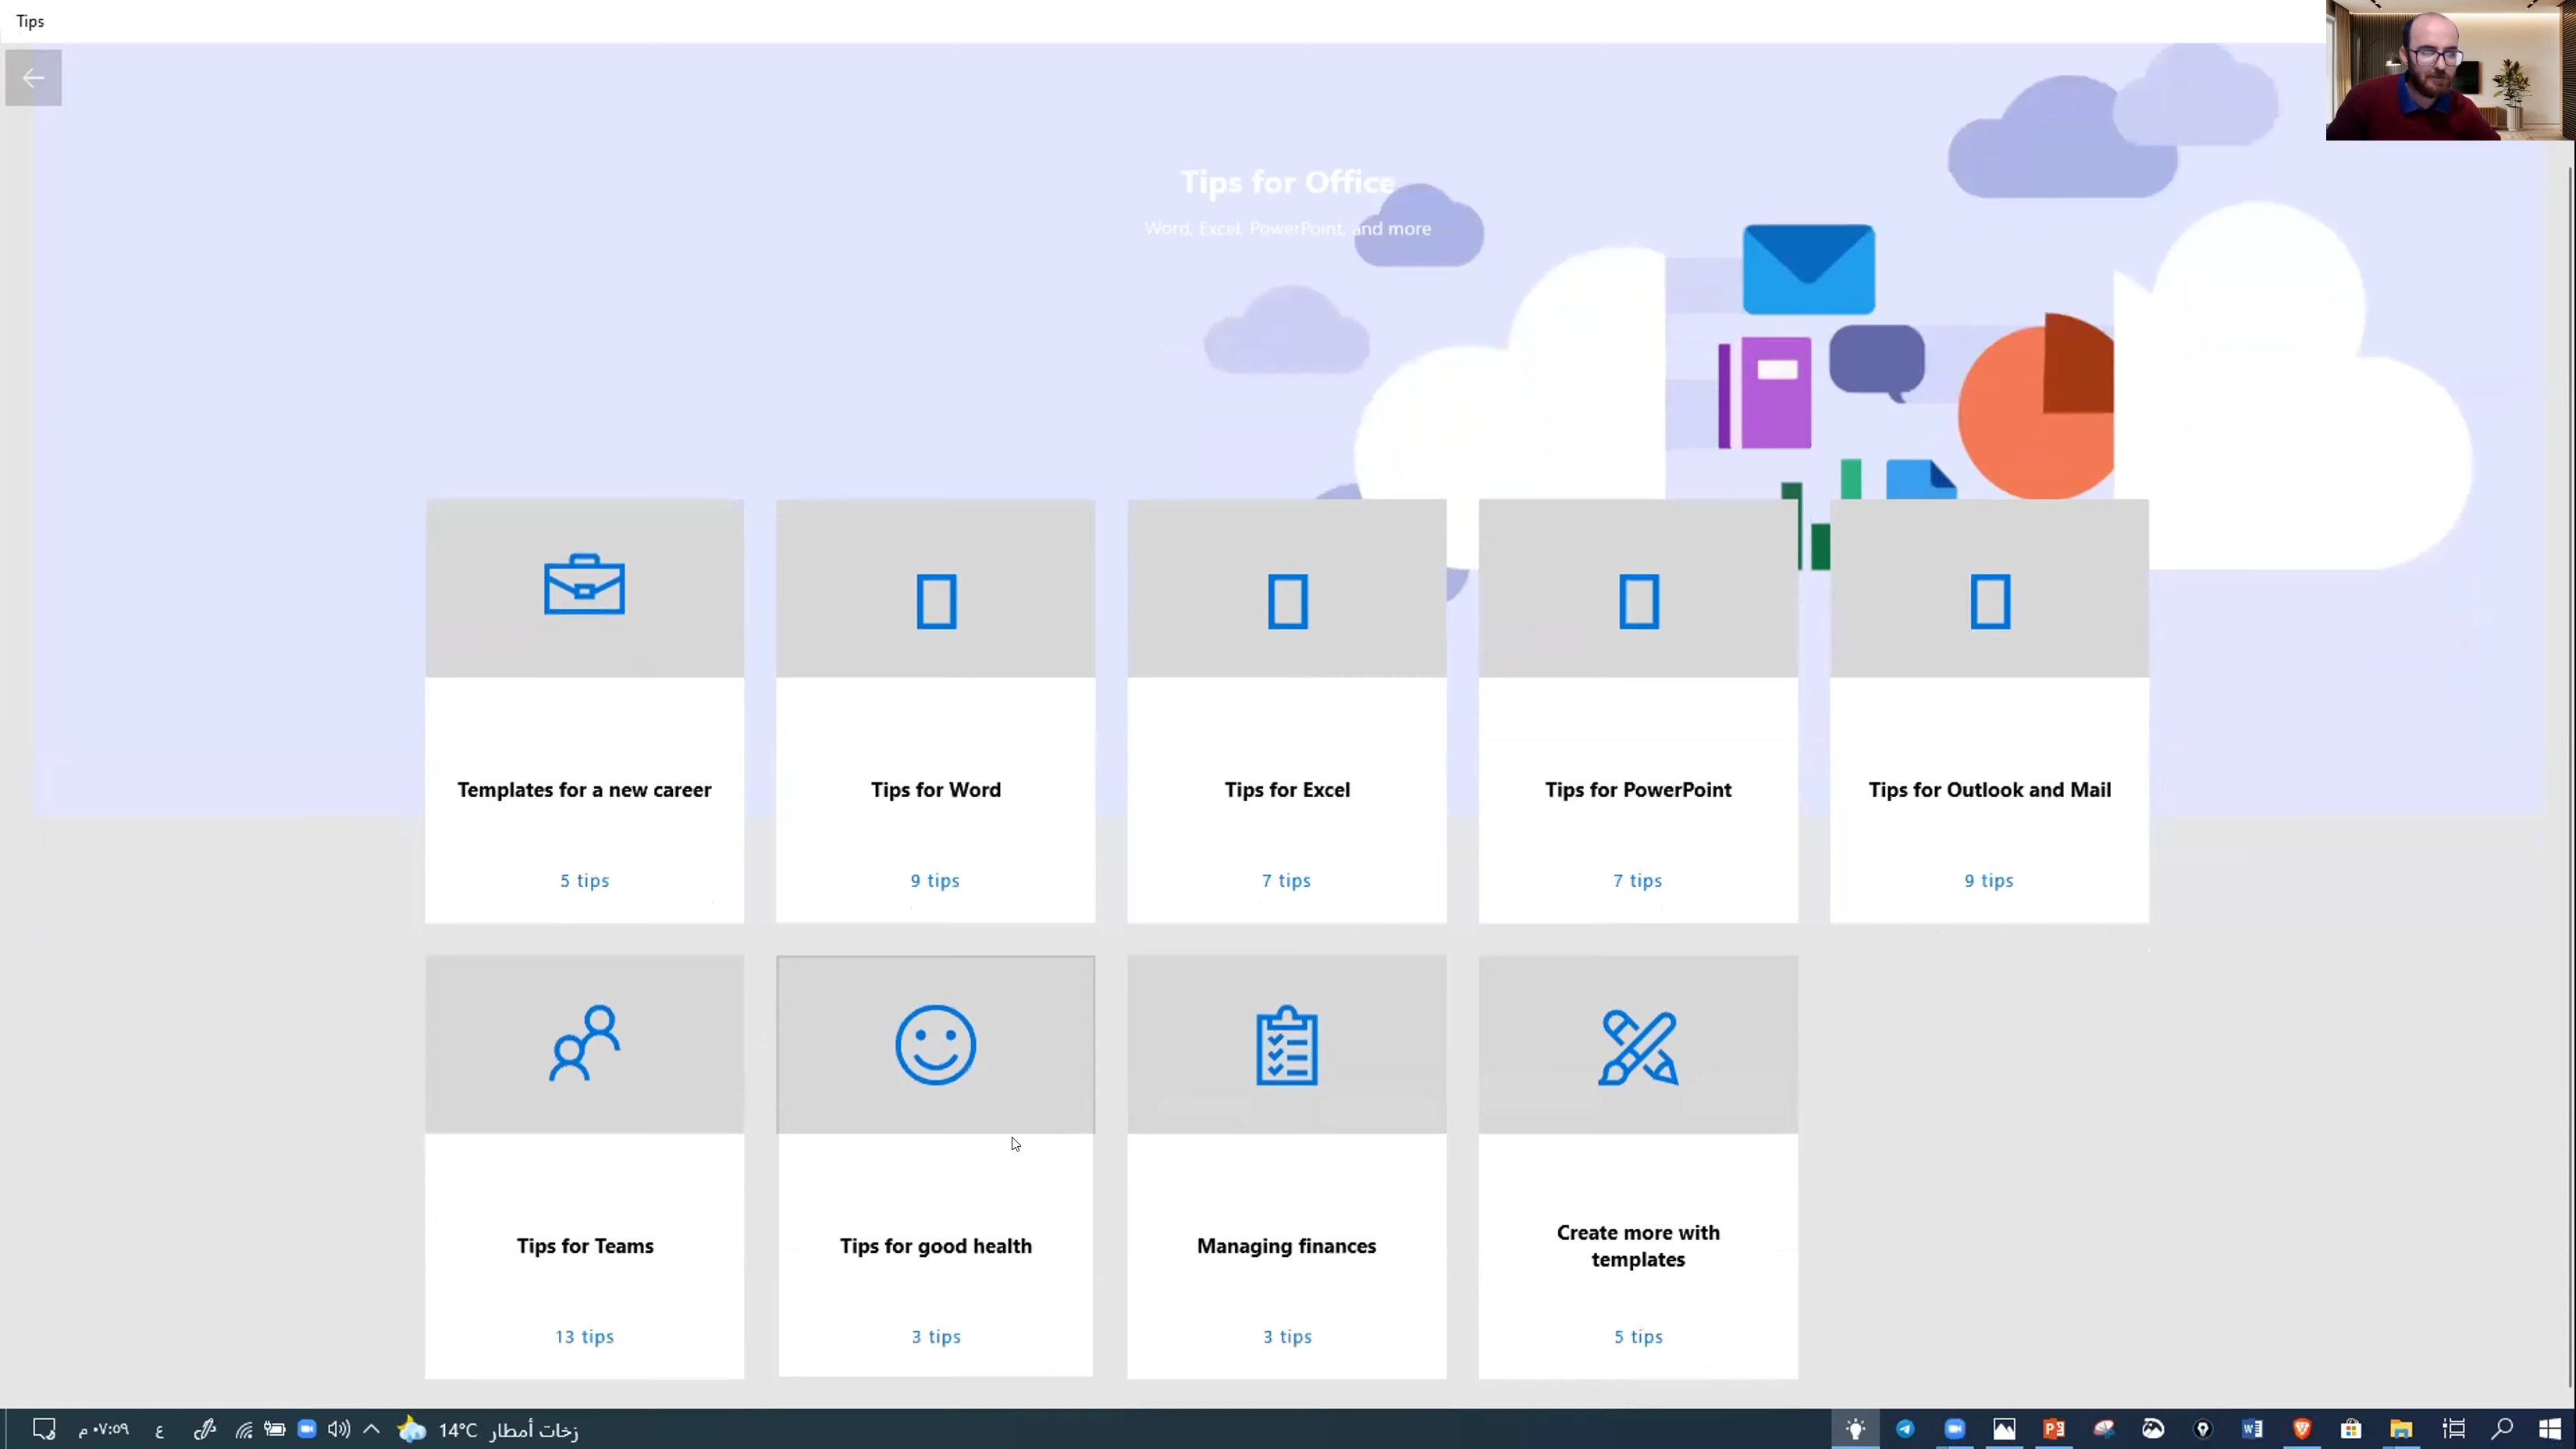 Tips
Tips for Office
Word, Excel, PowerPoint, and more
Templates for a new career
5 tips
Tips for Word
9 tips
Tips for Excel
7 tips
Tips for PowerPoint
7 tips
Tips for Outlook and Mail
9 tips
Tips for Teams
13 tips
Tips for good health
3 tips
Managing finances
3 tips
Create more with
templates
5 tips
٠٧:٥٩ م
ع
14°C زخات أمطار